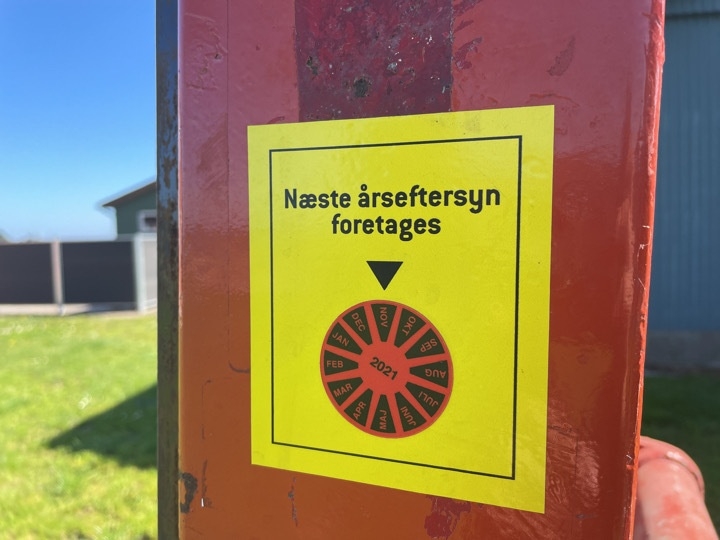 Næste årseftersyn
foretages
NOV
OKT
SEP
AUG
JULI
JUNI
MAJ
APR
MAR
FEB
JAN
DEC
2021